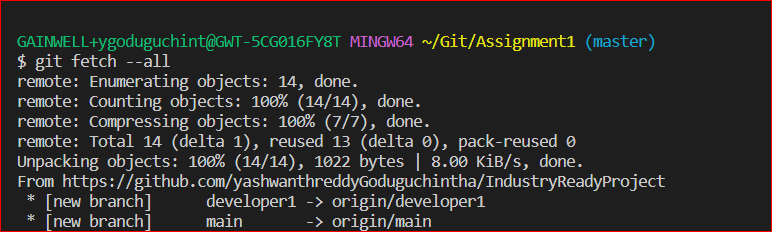 GAINWELL+ygoduguchint@GWT-5CG016FY8T MINGW64 ~/Git/Assignment1 (master)
$ git fetch --all
remote: Enumerating objects: 14, done.
remote: Counting objects: 100% (14/14), done.
remote: Compressing objects: 100% (7/7), done.
remote: Total 14 (delta 1), reused 13 (delta 0), pack-reused 0
Unpacking objects: 100% (14/14), 1022 bytes | 8.00 KiB/s, done.
From https://github.com/yashwanthreddyGoduguchintha/IndustryReadyProject
 * [new branch]      developer1 -> origin/developer1
 * [new branch]      main       -> origin/main